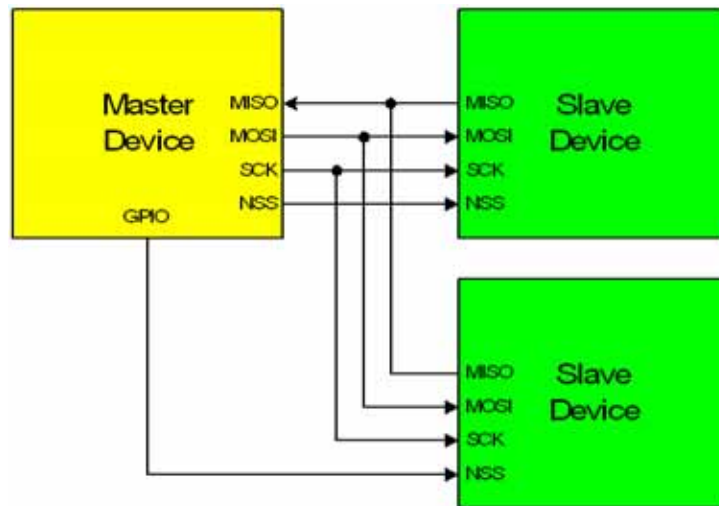 Master
Device
MISO
MOSI
SCK
NSS
GPIO
MISO
MOSI
SCK
NSS
Slave
Device
MISO
MOSI
SCK
NSS
Slave
Device